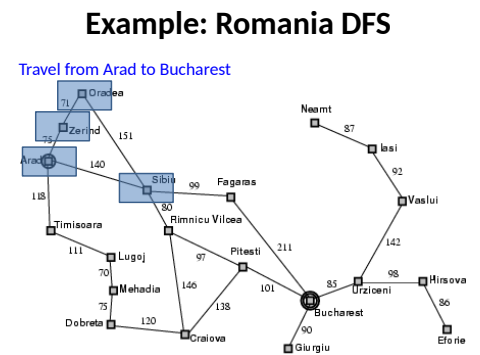 Example: Romania DFS
Travel from Arad to Bucharest
Oradea
71
Neamt
Zerind
87
75
151
Iasi
Arad
140
92
Sibiu
Fagaras
99
118
80
Vaslui
Rimnicu Vilcea
Timisoara
211
142
111
Lugoj
97
Pitesti
70
98
Hirsova
146
85
Mehadia
101
Urziceni
138
86
75
Bucharest
120
90
Dobreta
Craiova
Eforie
Giurgiu